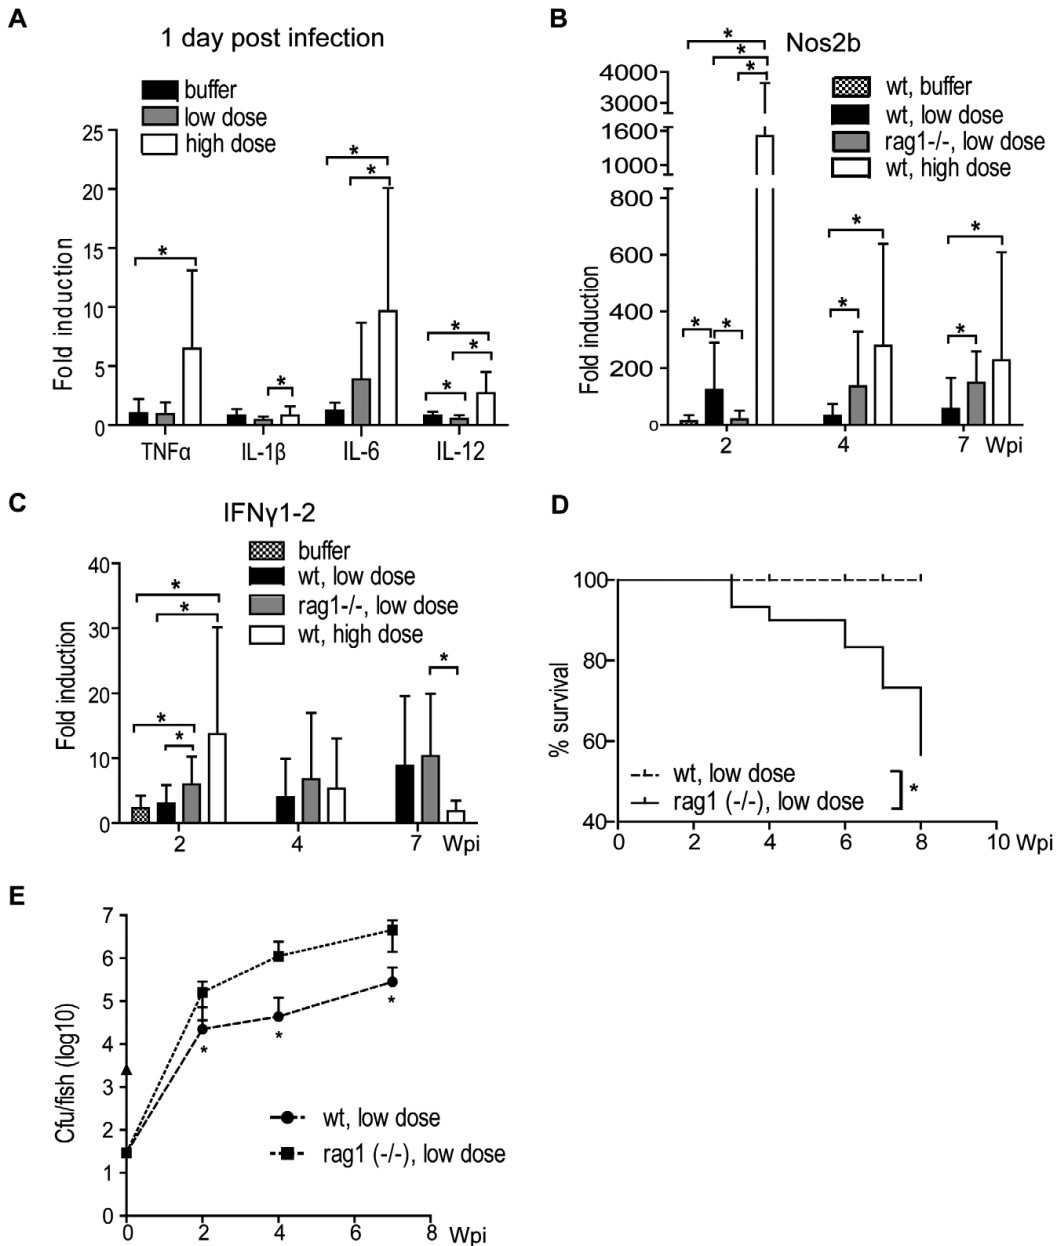 A
1 day post infection
buffer
low dose
high dose
25
20
15
10
5
0
Fold induction
*
*
*
*
*
*
*
TNFα
IL-1β
IL-6
IL-12
B
Nos2b
wt, buffer
wt, low dose
rag1-/-, low dose
wt, high dose
4000
3000
1600
1000
800
600
400
200
0
Fold induction
*
*
*
*
*
*
*
*
*
2
4
7
Wpi
C
IFNγ1-2
buffer
wt, low dose
rag1-/-, low dose
wt, high dose
40
30
20
10
0
Fold induction
*
*
*
*
*
2
4
7
Wpi
D
100
80
60
40
% survival
wt, low dose
rag1 (-/-), low dose
*
0
2
4
6
8
10
Wpi
E
7
6
5
4
3
2
1
0
Cfu/fish (log10)
*
*
*
wt, low dose
rag1 (-/-), low dose
0
2
4
6
8
Wpi